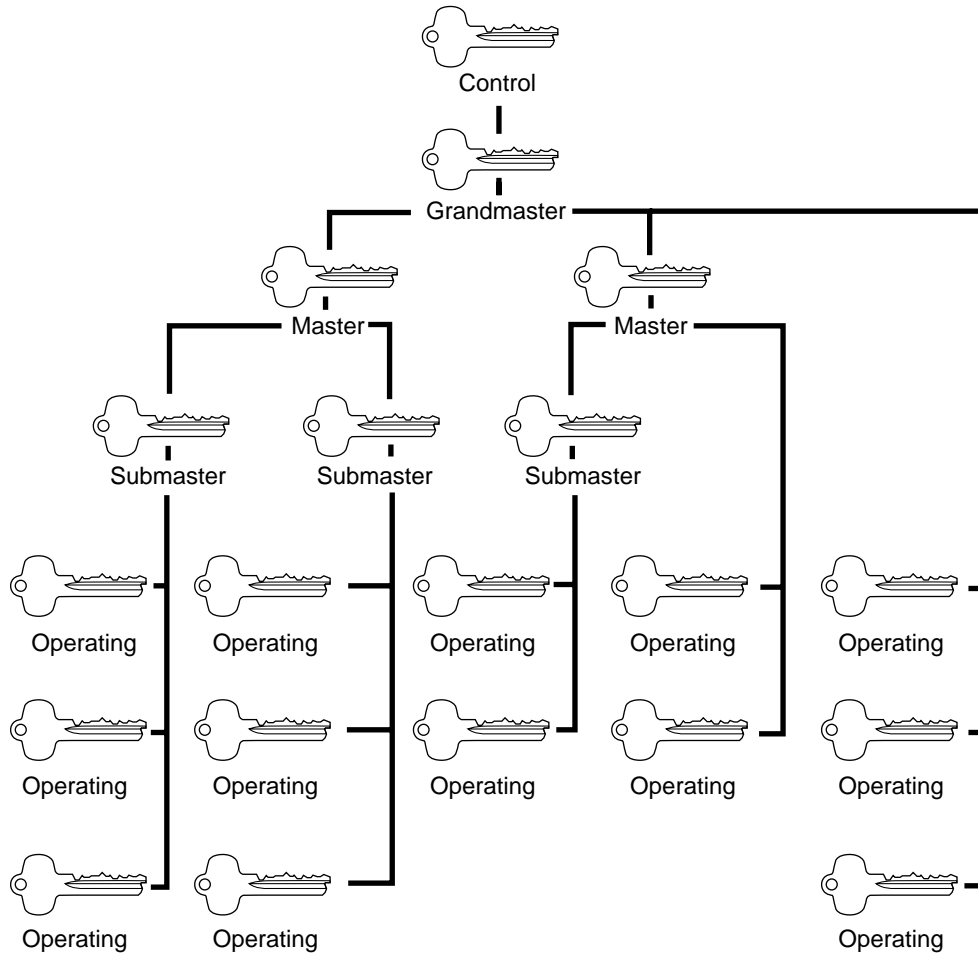 Control
Grandmaster
Master Master
Submaster Submaster Submaster
Operating Operating Operating Operating Operating
Operating Operating Operating Operating Operating
Operating Operating Operating